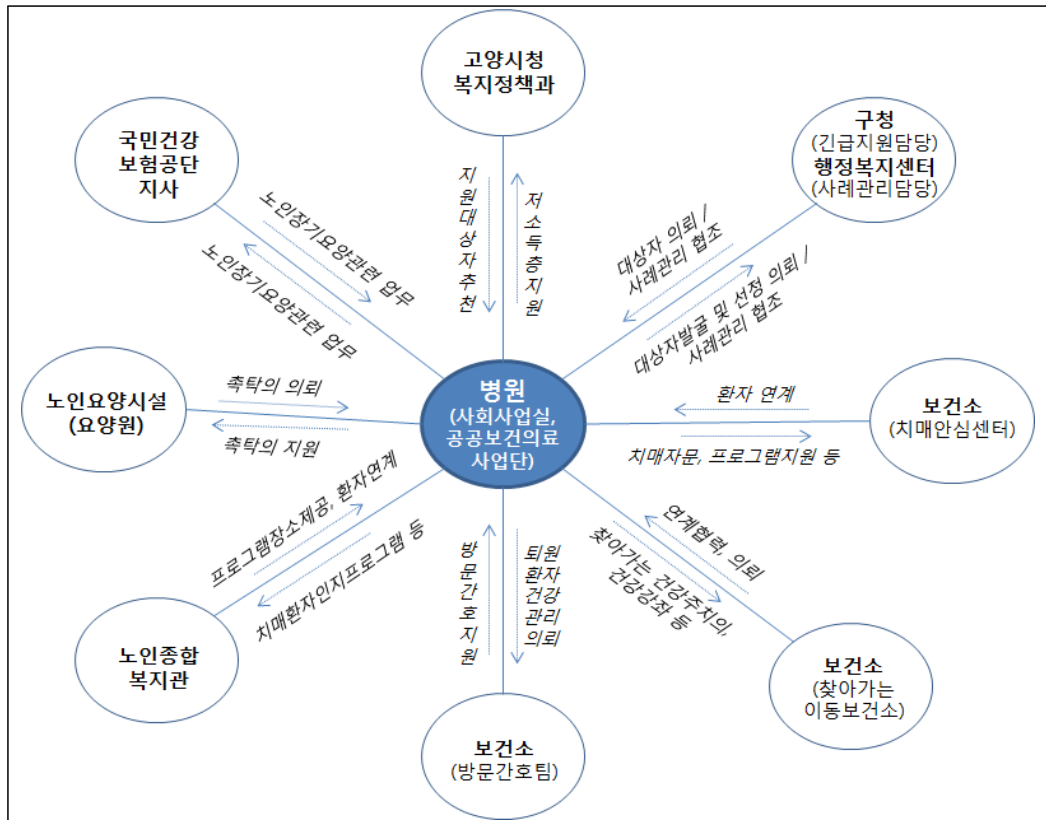 고양시청
복지정책과
국민건강
보험공단
지사
구청
(긴급지원담당)
행정복지센터
(사례관리담당)
지원대상자추천
저소득층지원
노인장기요양관련 업무
노인장기요양관련 업무
대상자 의뢰 /
사례관리 협조
대상자발굴 및 선정 의뢰 /
사례관리 협조
노인요양시설
(요양원)
촉탁의 의뢰
촉탁의 지원
병원
(사회사업실,
공공보건의료
사업단)
환자 연계
치매자문, 프로그램지원 등
보건소
(치매안심센터)
프로그램장소제공, 환자연계
치매환자인지프로그램 등
노인종합
복지관
방문간호지원
퇴원
환자
건강
관리
의뢰
연계협력, 의뢰
찾아가는 건강주치의,
건강강좌 등
보건소
(찾아가는
이동보건소)
보건소
(방문간호팀)